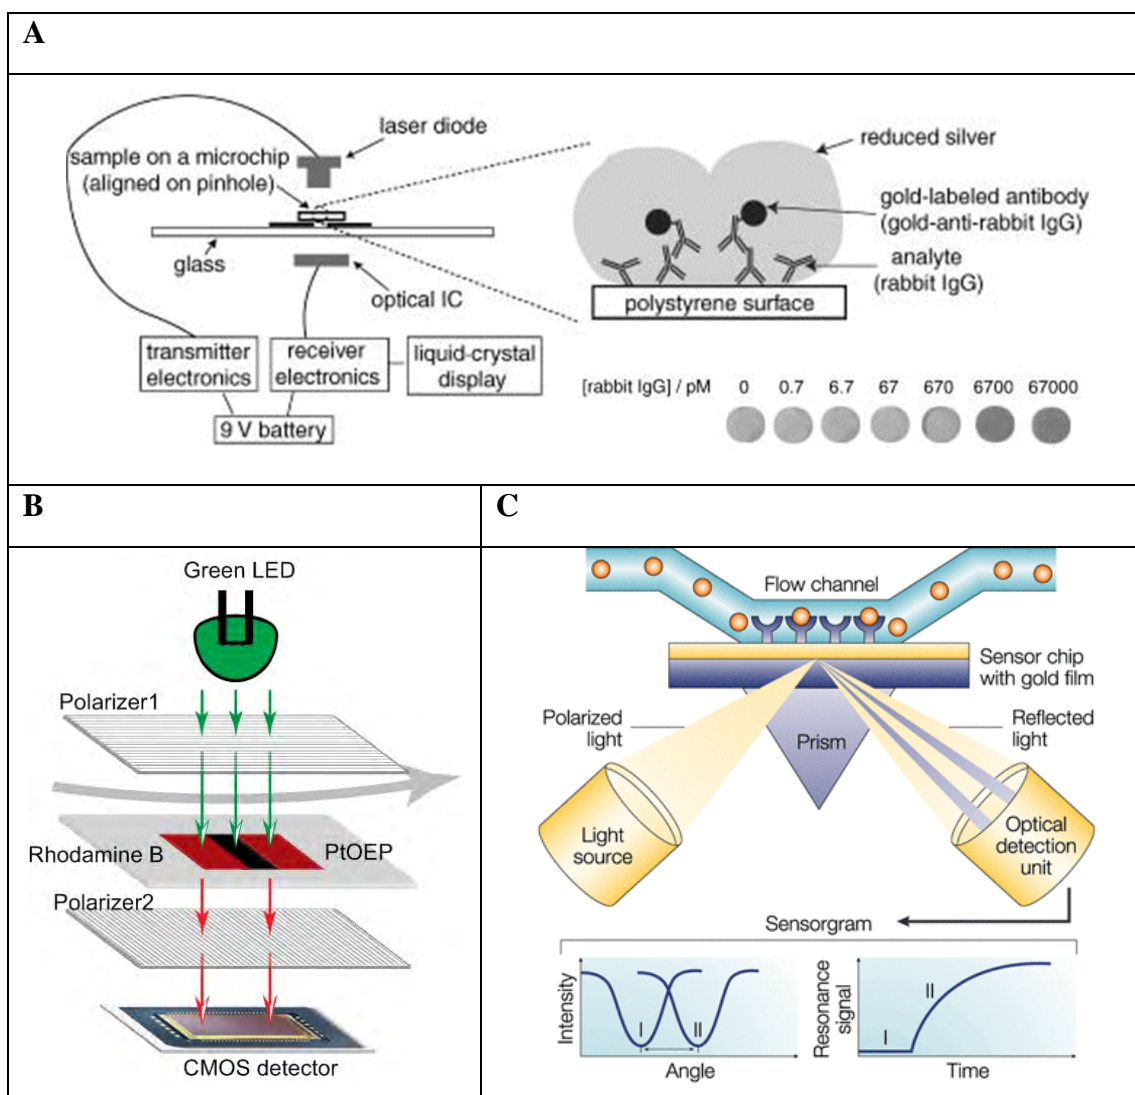 A
laser diode
sample on a microchip
(aligned on pinhole)
glass
optical IC
transmitter
electronics
receiver
electronics
liquid-crystal
display
9 V battery
reduced silver
gold-labeled antibody
(gold-anti-rabbit IgG)
analyte
(rabbit IgG)
polystyrene surface
[rabbit IgG] / pM 0 0.7 6.7 67 670 6700 67000
B
Green LED
Polarizer1
Rhodamine B
PtOEP
Polarizer2
CMOS detector
C
Flow channel
Sensor chip
with gold film
Polarized
light
Prism
Reflected
light
Light
source
Optical
detection
unit
Sensorgram
Intensity
I
II
Angle
Resonance
signal
I
II
Time